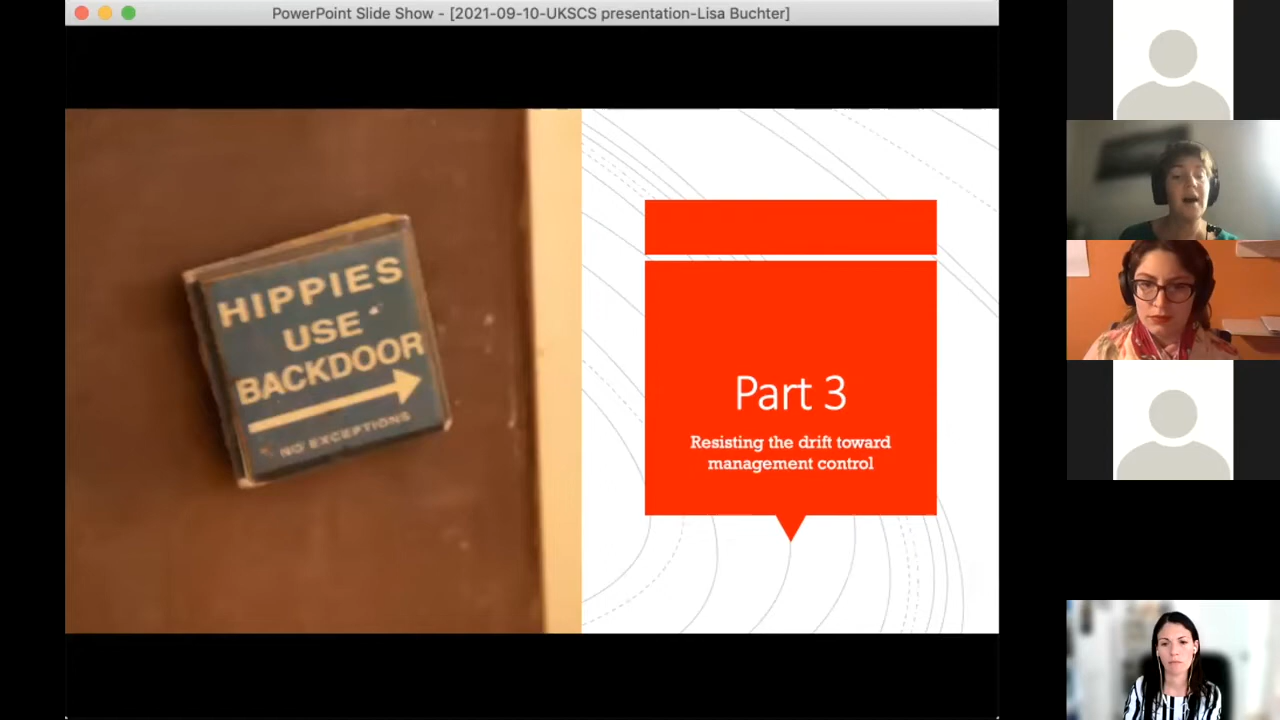 PowerPoint Slide Show - [2021-09-10-UKSCS presentation-Lisa Buchter]
HIPPIES
USE
BACKDOOR
NO EXCEPTIONS
Part 3
Resisting the drift toward
management control